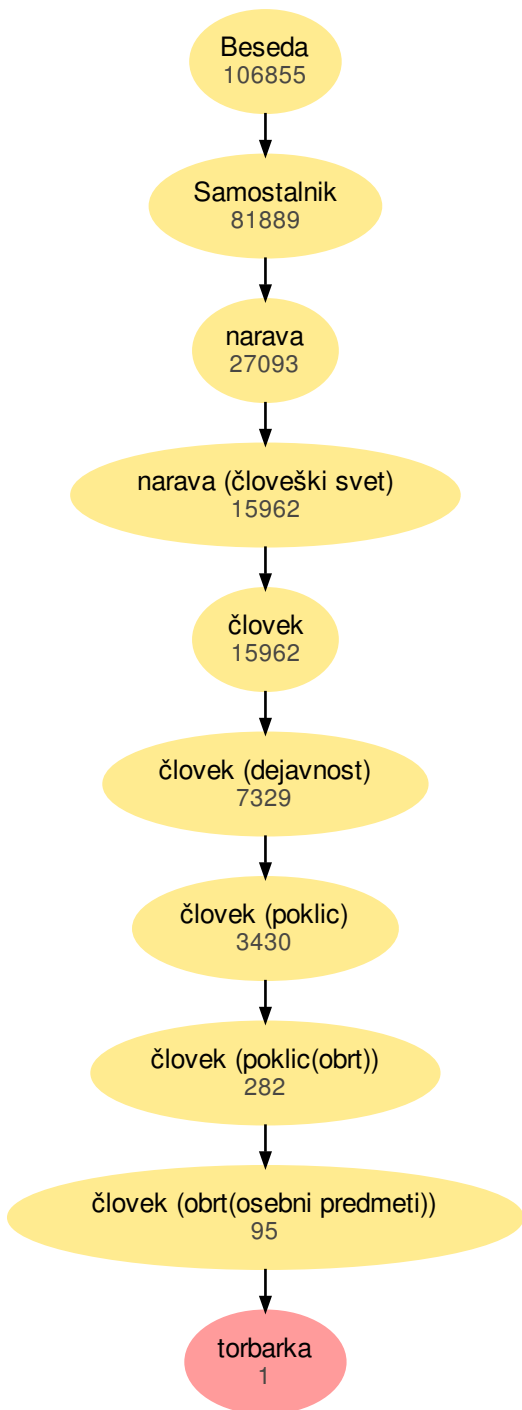 Beseda
106855
Samostalnik
81889
narava
27093
narava (človeški svet)
15962
človek
15962
človek (dejavnost)
7329
človek (poklic)
3430
človek (poklic(obrt))
282
človek (obrt(osebni predmeti))
95
torbarka
1